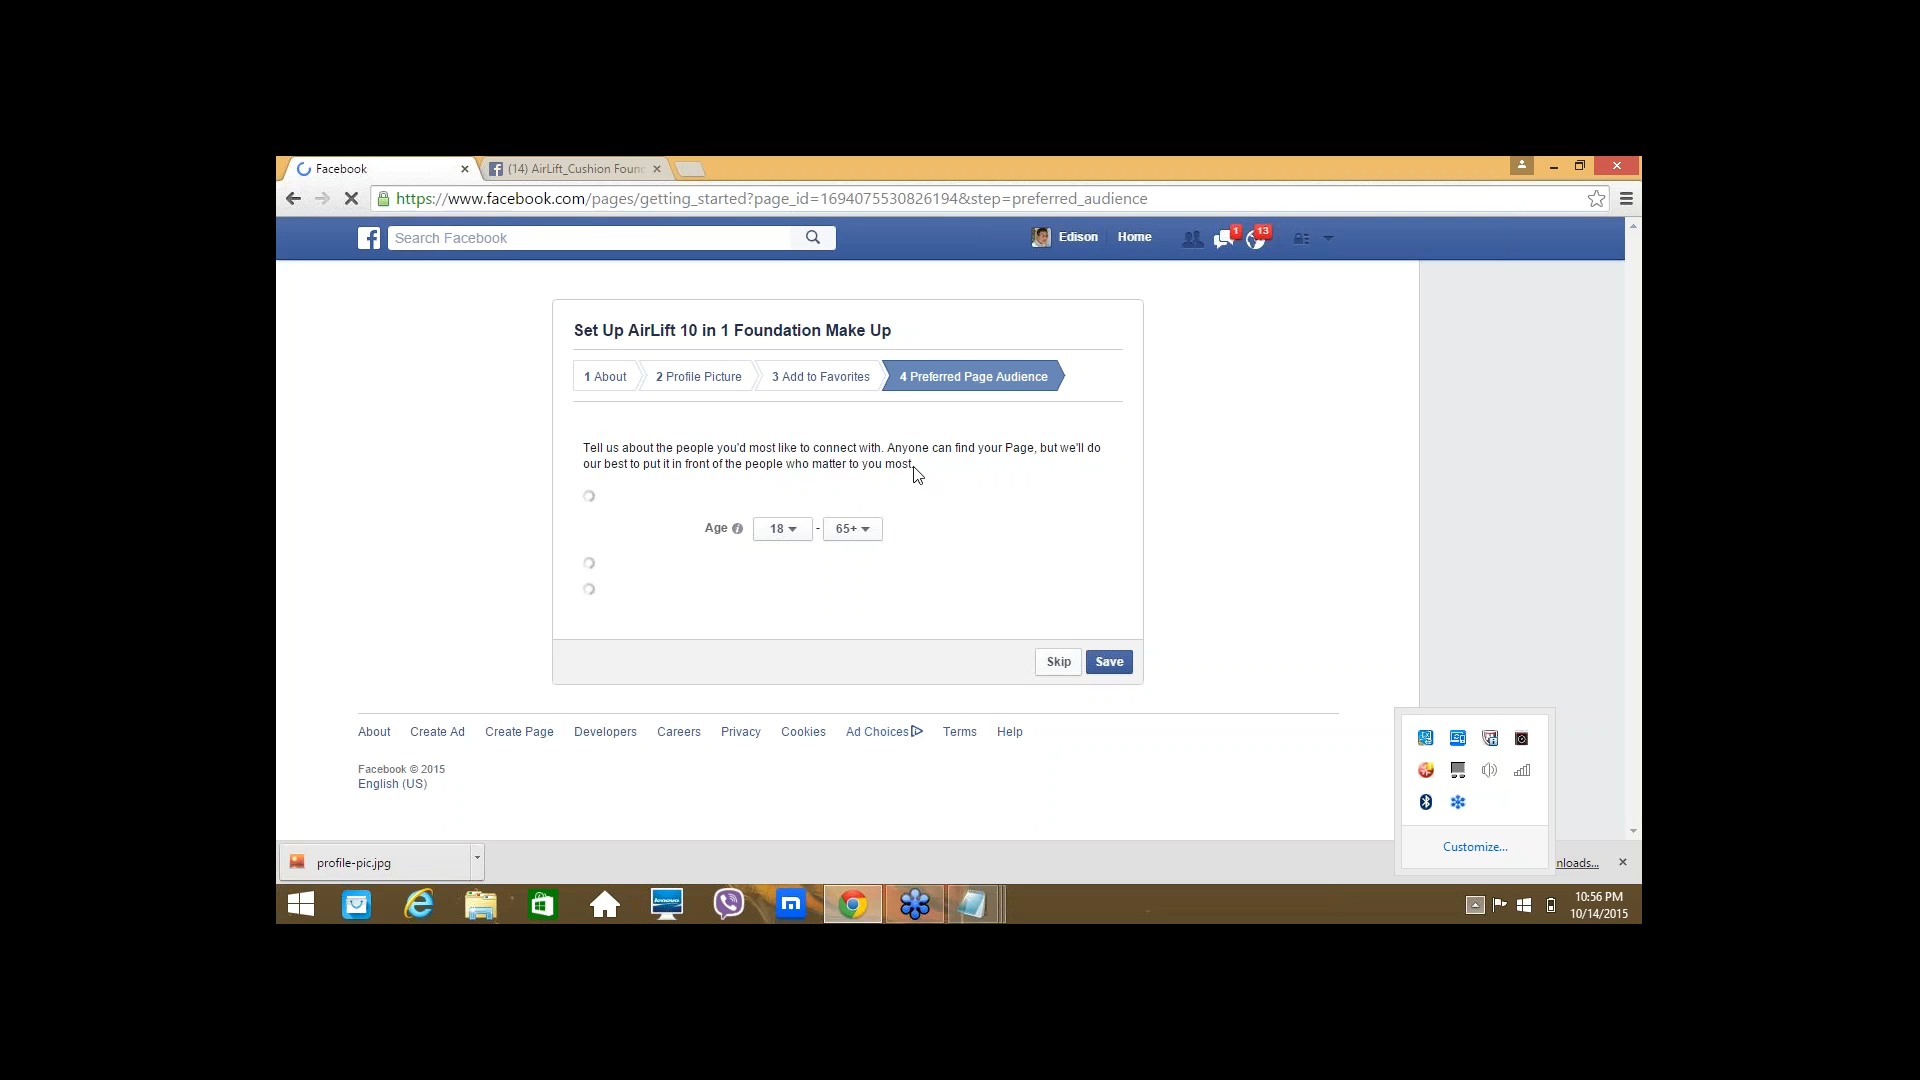 Facebook
(14) AirLift_Cushion Foun
https://www.facebook.com/pages/getting_started?page_id=1694075530826194&step=preferred_audience
Search Facebook
Edison
Home
1
13
Set Up AirLift 10 in 1 Foundation Make Up
1 About
2 Profile Picture
3 Add to Favorites
4 Preferred Page Audience
Tell us about the people you'd most like to connect with. Anyone can find your Page, but we'll do
our best to put it in front of the people who matter to you most.
Age
18
-
65+
Skip
Save
About
Create Ad
Create Page
Developers
Careers
Privacy
Cookies
Ad Choices
Terms
Help
Facebook © 2015
English (US)
Customize...
profile-pic.jpg
nloads...
lenovo
10:56 PM
10/14/2015